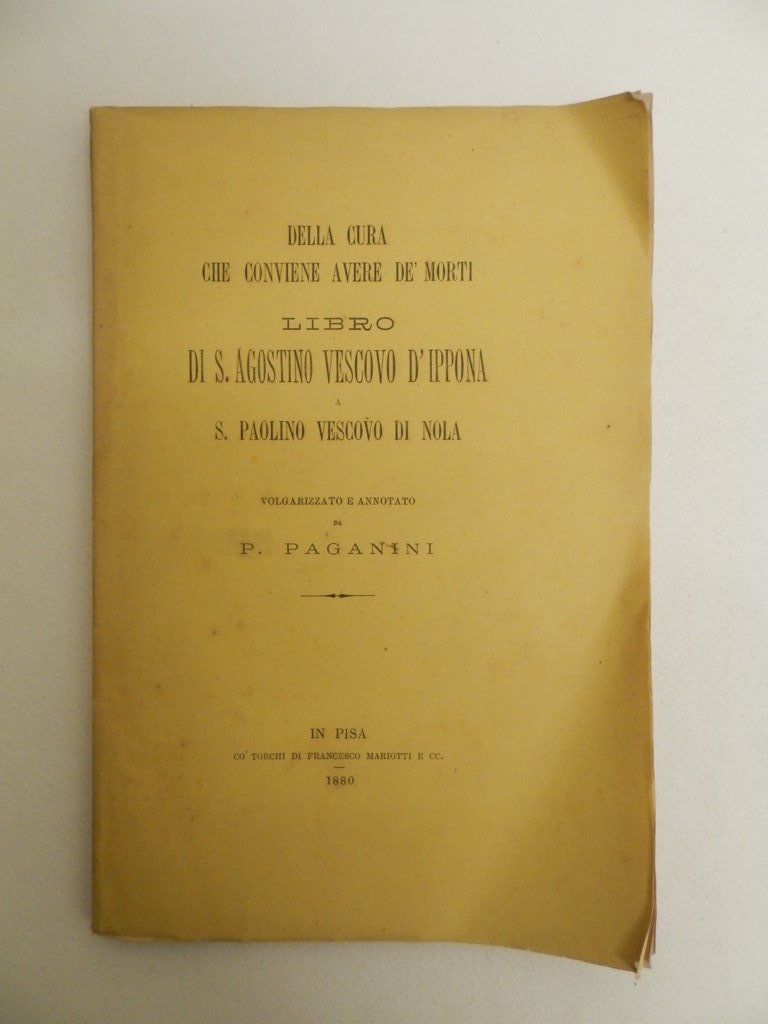 DELLA CURA
CHE CONVIENE AVERE DE' MORTI
LIBRO
DI S. AGOSTINO VESCOVO D'IPPONA
A
S. PAOLINO VESCOVO DI NOLA
VOLGARIZZATO E ANNOTATO
DA
P. PAGANINI
IN PISA
CO' TORCHI DI FRANCESCO MARIOTTI E CC.
1880